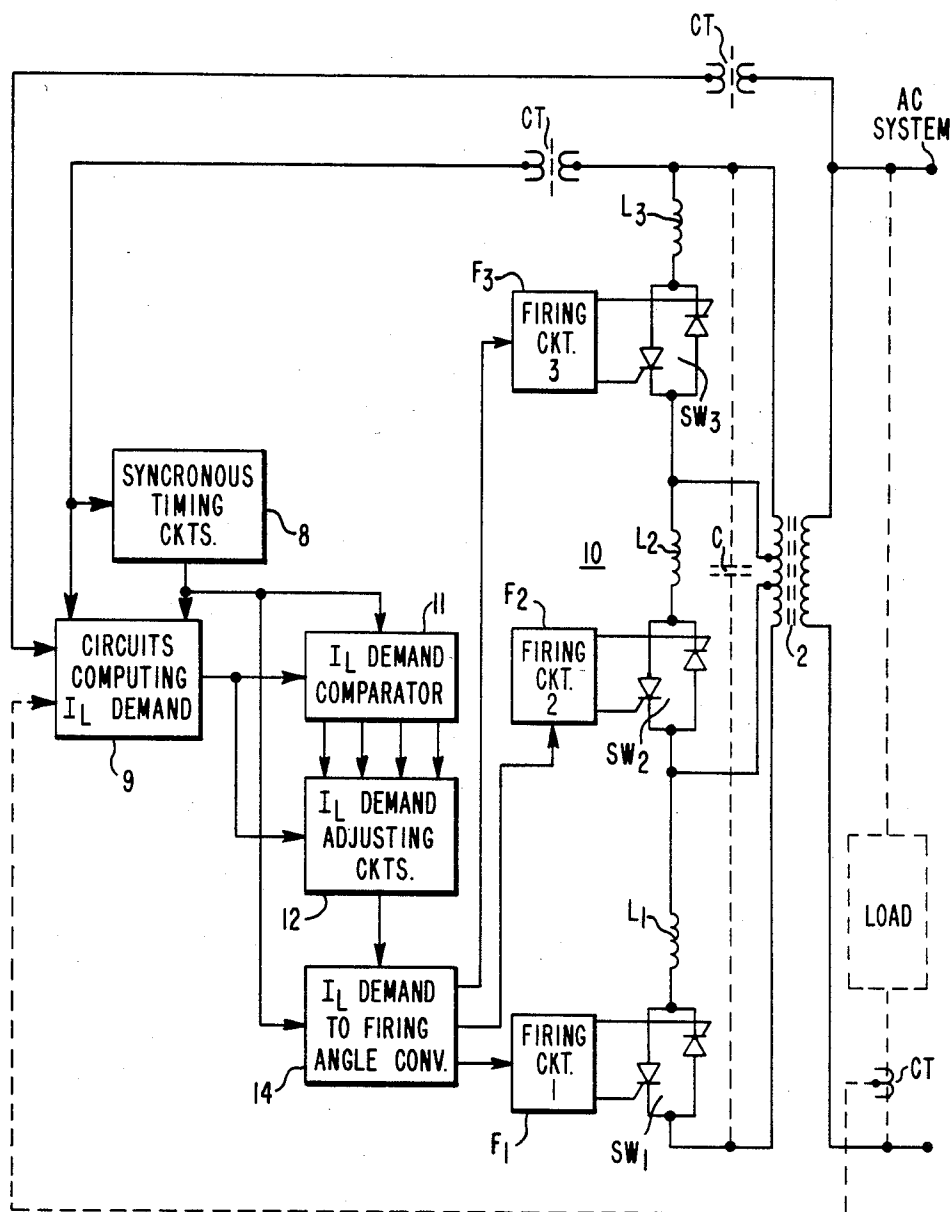 CT
AC
SYSTEM
CT
L3
F3
FIRING
CKT.
3
SW3
SYNCRONOUS
TIMING
CKTS.
8
L2
10
C
F2
11
2
CIRCUITS
COMPUTING
IL DEMAND
9
IL DEMAND
COMPARATOR
FIRING
CKT.
2
SW2
IL DEMAND
ADJUSTING
CKTS.
12
L1
LOAD
IL DEMAND
TO FIRING
ANGLE CONV.
14
FIRING
CKT.
1
F1
SW1
CT